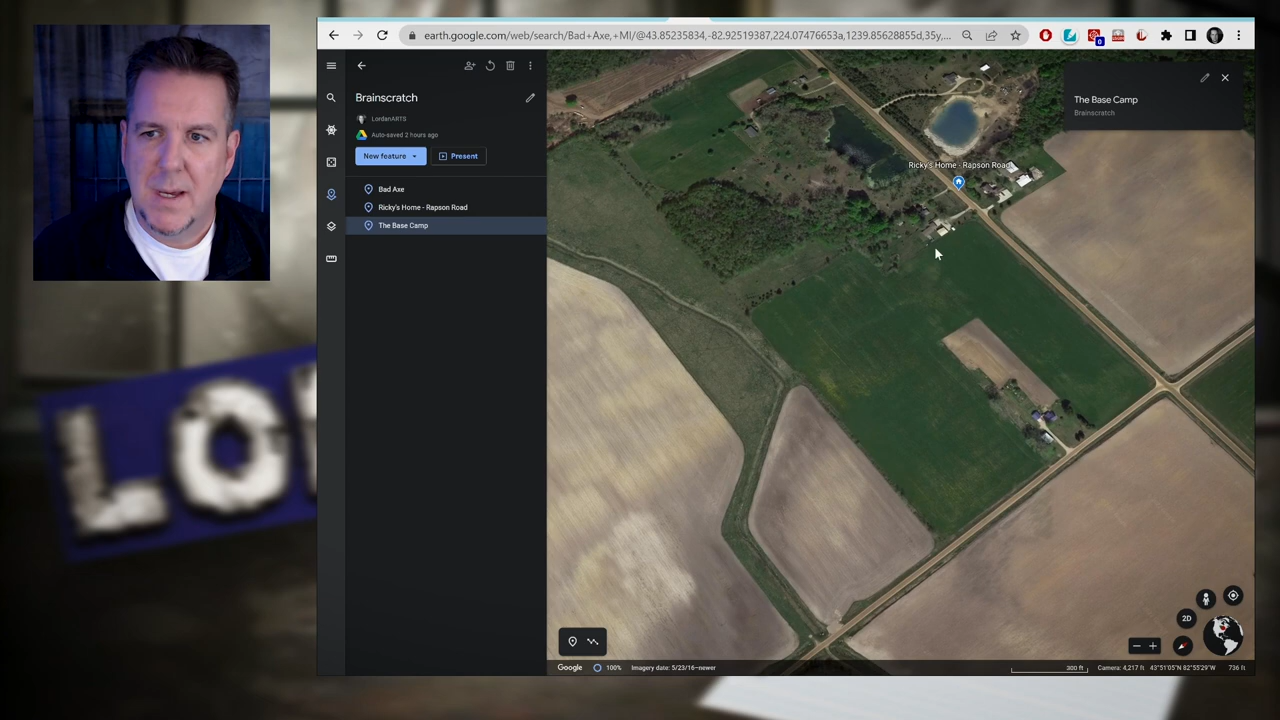 earth.google.com/web/search/Bad+Axe,+MI/@43.85235834,-82.92519387,224.07476653a,1239.85628855d,35y,...
0
Brainscratch
LordanARTS
Auto-saved 2 hours ago
New feature
Present
Bad Axe
Ricky's Home - Rapson Road
The Base Camp
The Base Camp
Brainscratch
Ricky's Home - Rapson Road
2D
Google
100%
Imagery date: 5/23/16-newer
300 ft
Camera: 4,217 ft
43°51'05"N 82°55'29"W
736 ft
LO